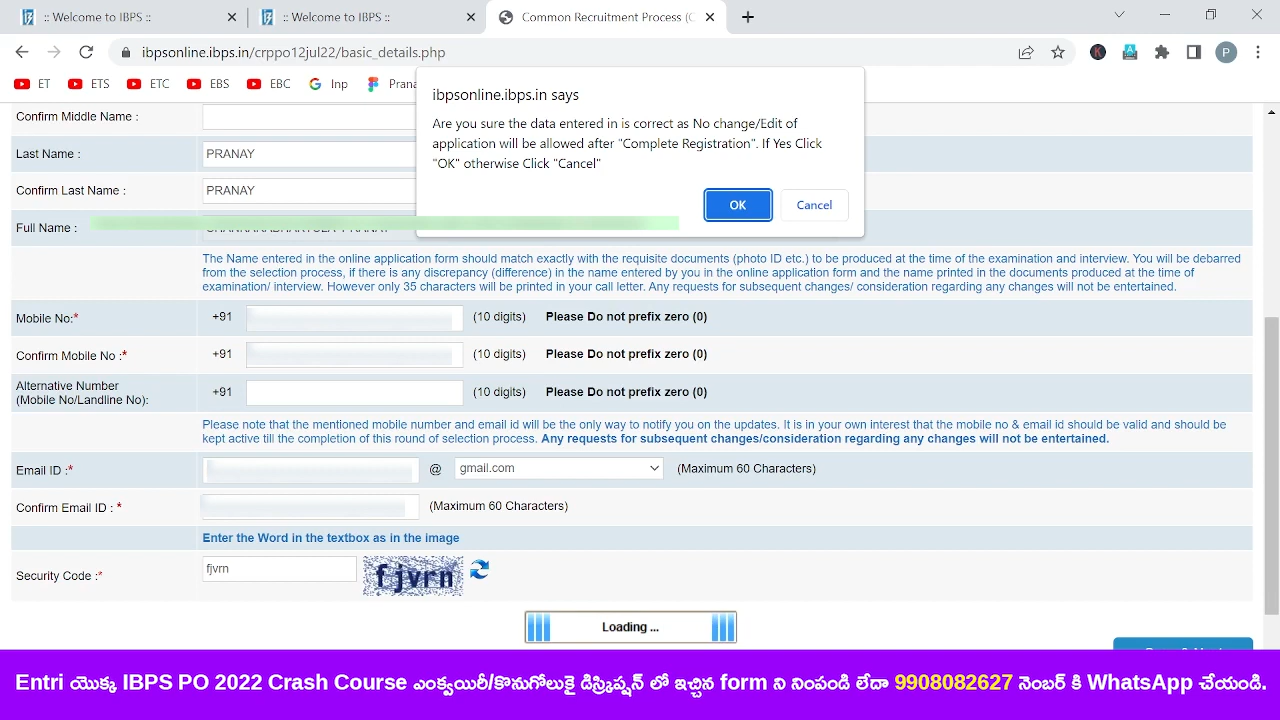 :: Welcome to IBPS
:: Welcome to IBPS
Common Recruitment Process (C
ibpsonline.ibps.in/crppo12jul22/basic_details.php
P
ET
ETS
ETC
EBS
EBC
Inp
Prana
ibpsonline.ibps.in says
Are you sure the data entered in is correct as No change/Edit of
application will be allowed after "Complete Registration". If Yes Click
"OK" otherwise Click "Cancel"
OK
Cancel
Confirm Middle Name :
Last Name :
PRANAY
Confirm Last Name :
PRANAY
Full Name :
The Name entered in the online application form should match exactly with the requisite documents (photo ID etc.) to be produced at the time of the examination and interview. You will be debarred
from the selection process, if there is any discrepancy (difference) in the name entered by you in the online application form and the name printed in the documents produced at the time of
examination/ interview. However only 35 characters will be printed in your call letter. Any requests for subsequent changes/ consideration regarding any changes will not be entertained.
Mobile No:* +91 (10 digits) Please Do not prefix zero (0)
Confirm Mobile No :* +91 (10 digits) Please Do not prefix zero (0)
Alternative Number
(Mobile No/Landline No): +91 (10 digits) Please Do not prefix zero (0)
Please note that the mentioned mobile number and email id will be the only way to notify you on the updates. It is in your own interest that the mobile no & email id should be valid and should be
kept active till the completion of this round of selection process. Any requests for subsequent changes/consideration regarding any changes will not be entertained.
Email ID :* @ gmail.com (Maximum 60 Characters)
Confirm Email ID : * (Maximum 60 Characters)
Enter the Word in the textbox as in the image
Security Code :* fjvrn fjvrn
Loading ...
Entri యొక్క IBPS PO 2022 Crash Course ఎంక్వయిరీ/కొనుగోలుకై డిస్క్రిప్షన్ లో ఇచ్చిన form ని నింపండి లేదా 9908082627 నెంబర్ కి WhatsApp చేయండి.